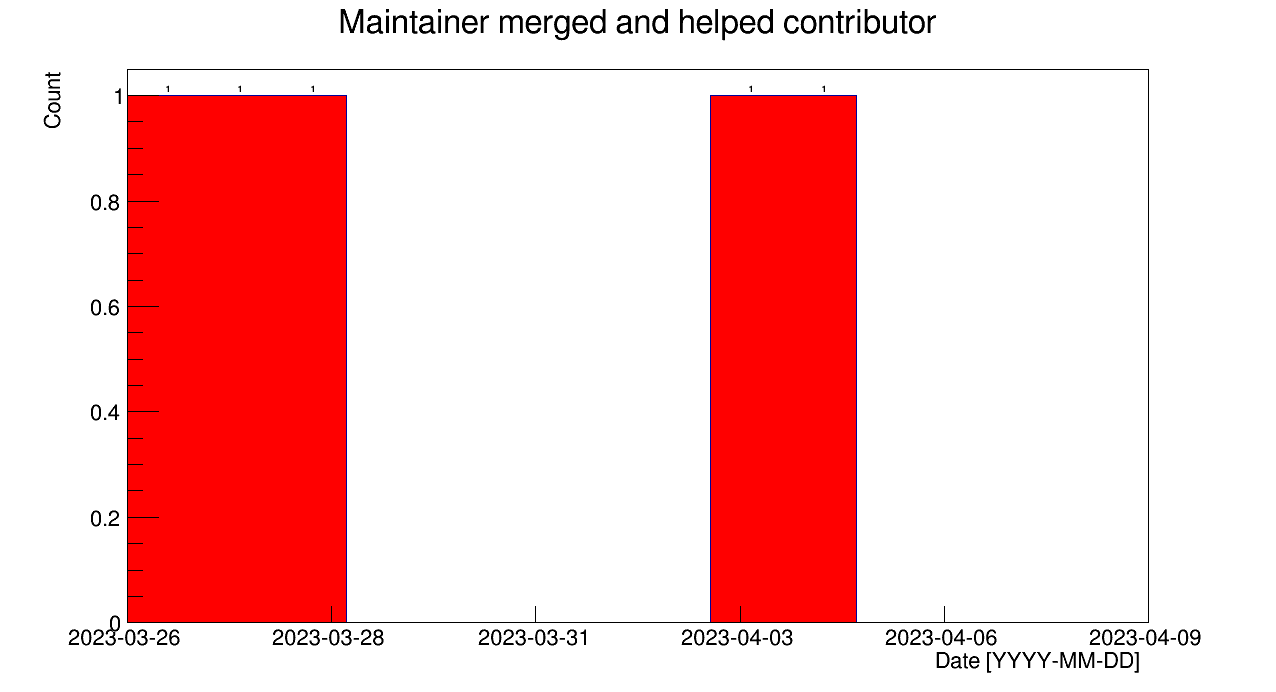 Maintainer merged and helped contributor
Count
1 1 1 1 1
1
0.8
0.6
0.4
0.2
0
2023-03-26 2023-03-28 2023-03-31 2023-04-03 2023-04-06 2023-04-09
Date [YYYY-MM-DD]